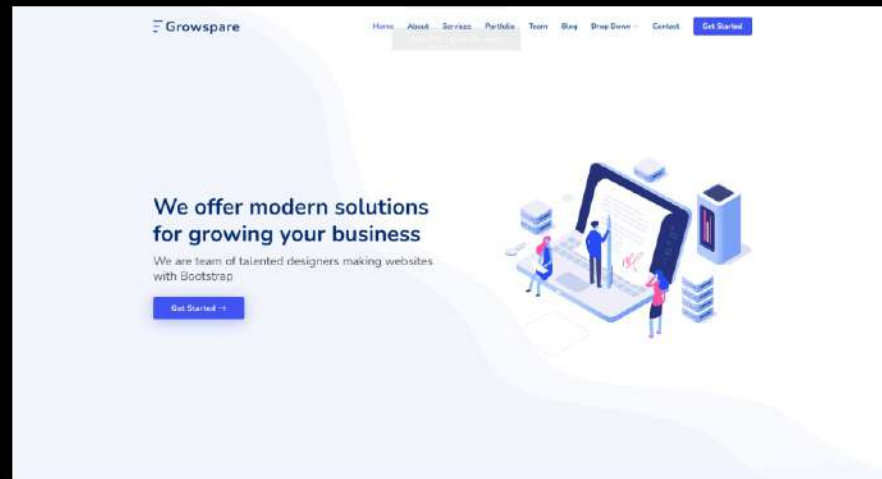 Growspare
Home About Services Portfolio Team Blog Drop Down Contact Get Started
We offer modern solutions
for growing your business
We are team of talented designers making websites
with Bootstrap
Get Started →